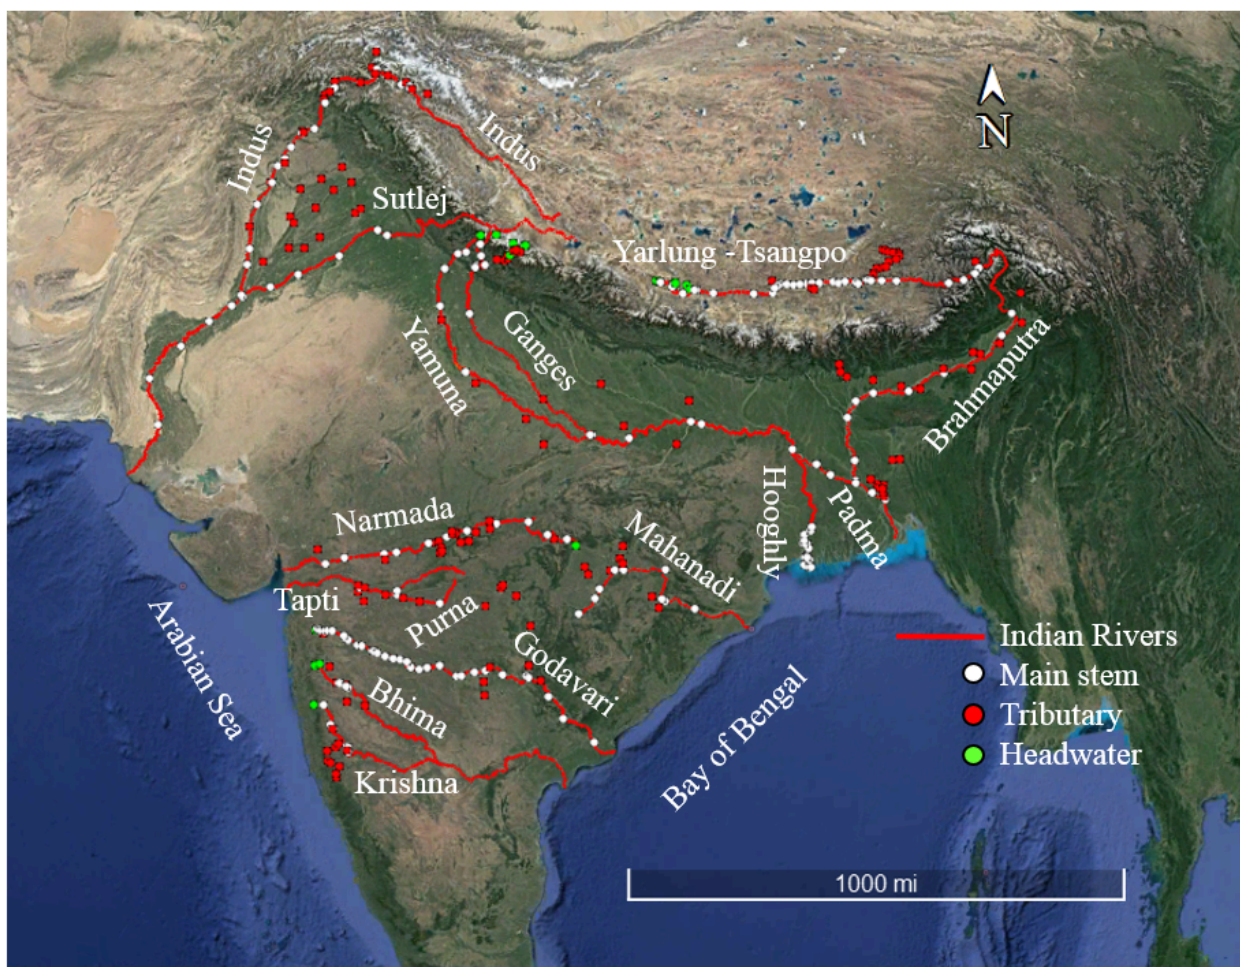 N
Indus
Indus
Sutlej
Yarlung -Tsangpo
Yamuna
Ganges
Brahmaputra
Hooghly
Padma
Narmada
Mahanadi
Tapti
Purna
Godavari
Arabian Sea
Bhima
Krishna
Bay of Bengal
Indian Rivers
Main stem
Tributary
Headwater
1000 mi